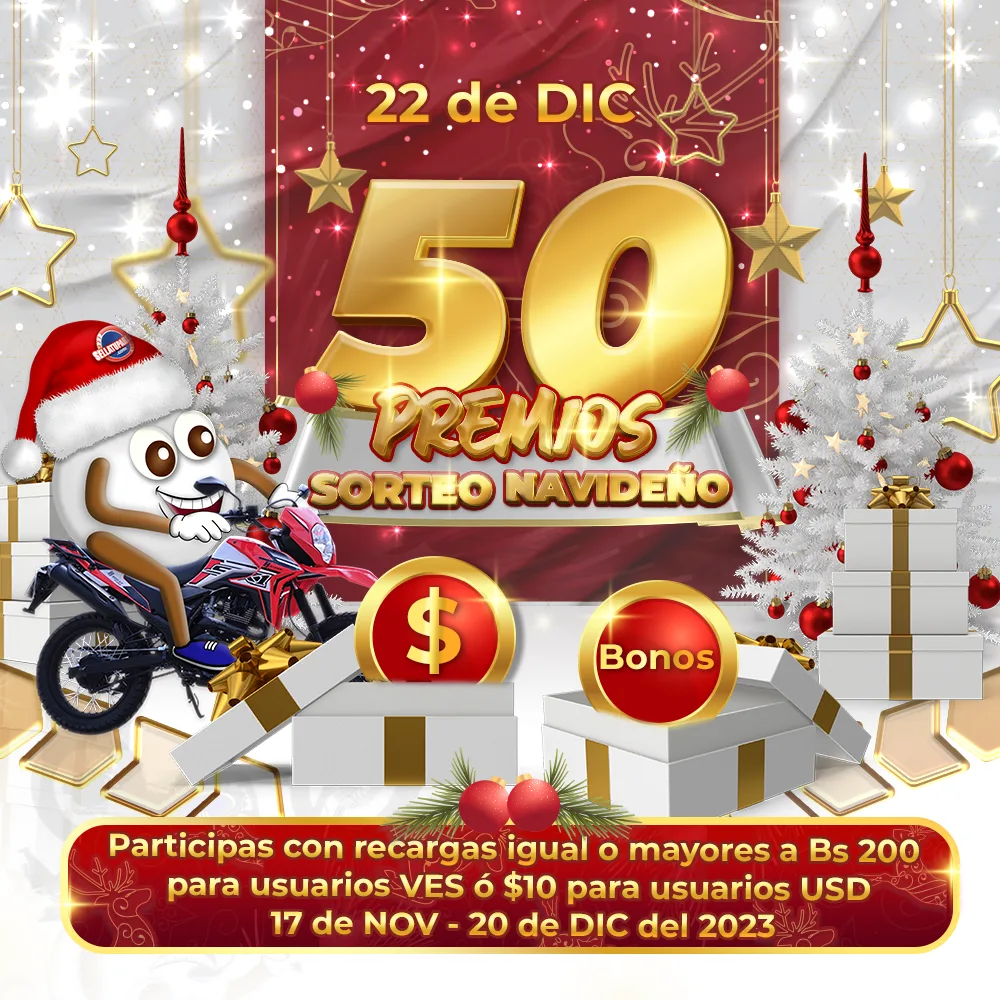 22 de DIC
50
PREMIOS
SORTEO NAVIDEÑO
$
Bonos
Participas con recargas igual o mayores a Bs 200
para usuarios VES ó $10 para usuarios USD
17 de NOV - 20 de DIC del 2023